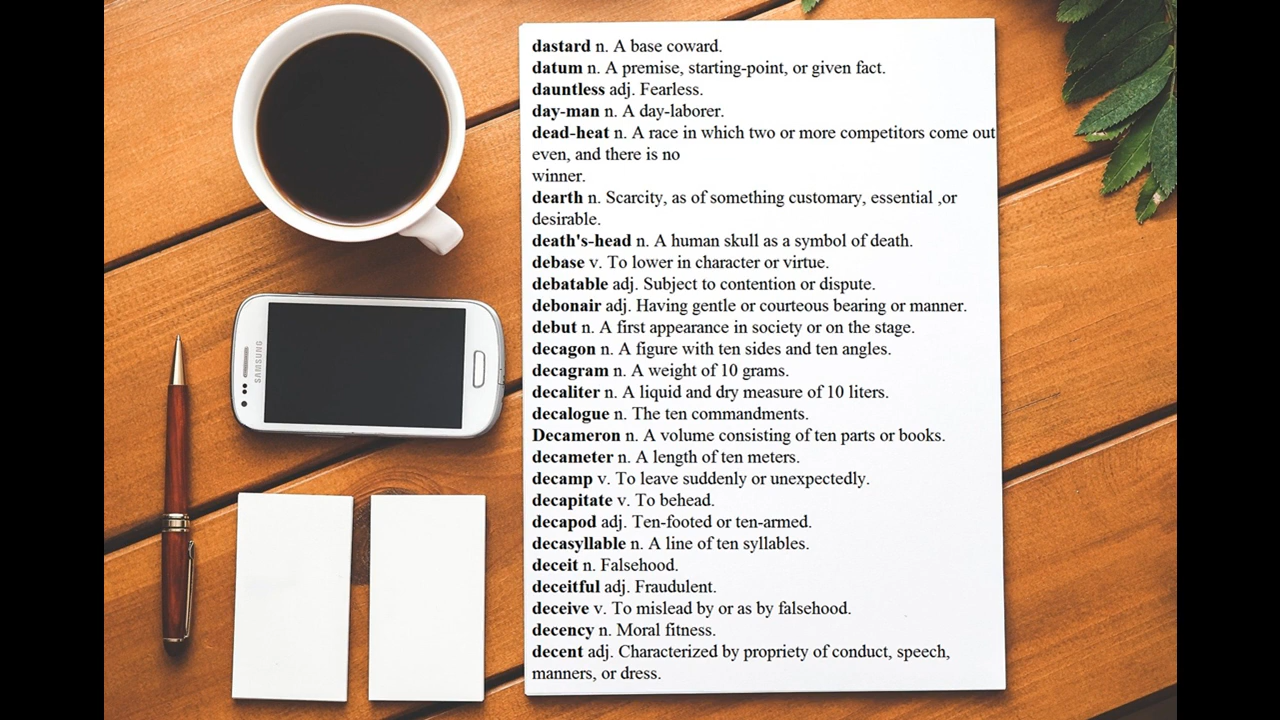 SAMSUNG
dastard n. A base coward.
datum n. A premise, starting-point, or given fact.
dauntless adj. Fearless.
day-man n. A day-laborer.
dead-heat n. A race in which two or more competitors come out
even, and there is no
winner.
dearth n. Scarcity, as of something customary, essential ,or
desirable.
death's-head n. A human skull as a symbol of death.
debase v. To lower in character or virtue.
debatable adj. Subject to contention or dispute.
debonair adj. Having gentle or courteous bearing or manner.
debut n. A first appearance in society or on the stage.
decagon n. A figure with ten sides and ten angles.
decagram n. A weight of 10 grams.
decaliter n. A liquid and dry measure of 10 liters.
decalogue n. The ten commandments.
Decameron n. A volume consisting of ten parts or books.
decameter n. A length of ten meters.
decamp v. To leave suddenly or unexpectedly.
decapitate v. To behead.
decapod adj. Ten-footed or ten-armed.
decasyllable n. A line of ten syllables.
deceit n. Falsehood.
deceitful adj. Fraudulent.
deceive v. To mislead by or as by falsehood.
decency n. Moral fitness.
decent adj. Characterized by propriety of conduct, speech,
manners, or dress.